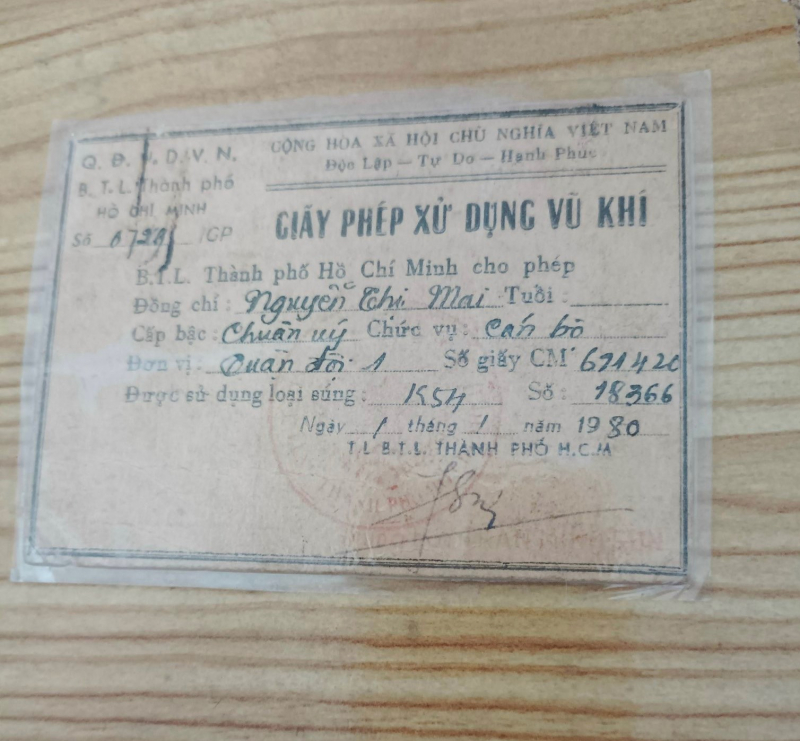 Q. Đ. N. D. V. N.
B. T. L. Thành phố
HỒ CHÍ MINH
Số /GP
CỘNG HÒA XÃ HỘI CHỦ NGHĨA VIỆT NAM
Độc Lập — Tự Do — Hạnh Phúc
GIẤY PHÉP XỬ DỤNG VŨ KHÍ
B.T.L. Thành phố Hồ Chí Minh cho phép
Đồng chí : Nguyễn Thị Mai Tuổi :
Cấp bậc : Chuẩn uý Chức vụ : Cán bộ
Đơn vị : Quận đội 1 Số giấy CM
Được sử dụng loại súng : K54 Số : 18366
Ngày 1 tháng 1 năm 1980
T.L B.T.L. THÀNH PHỐ H.C.M